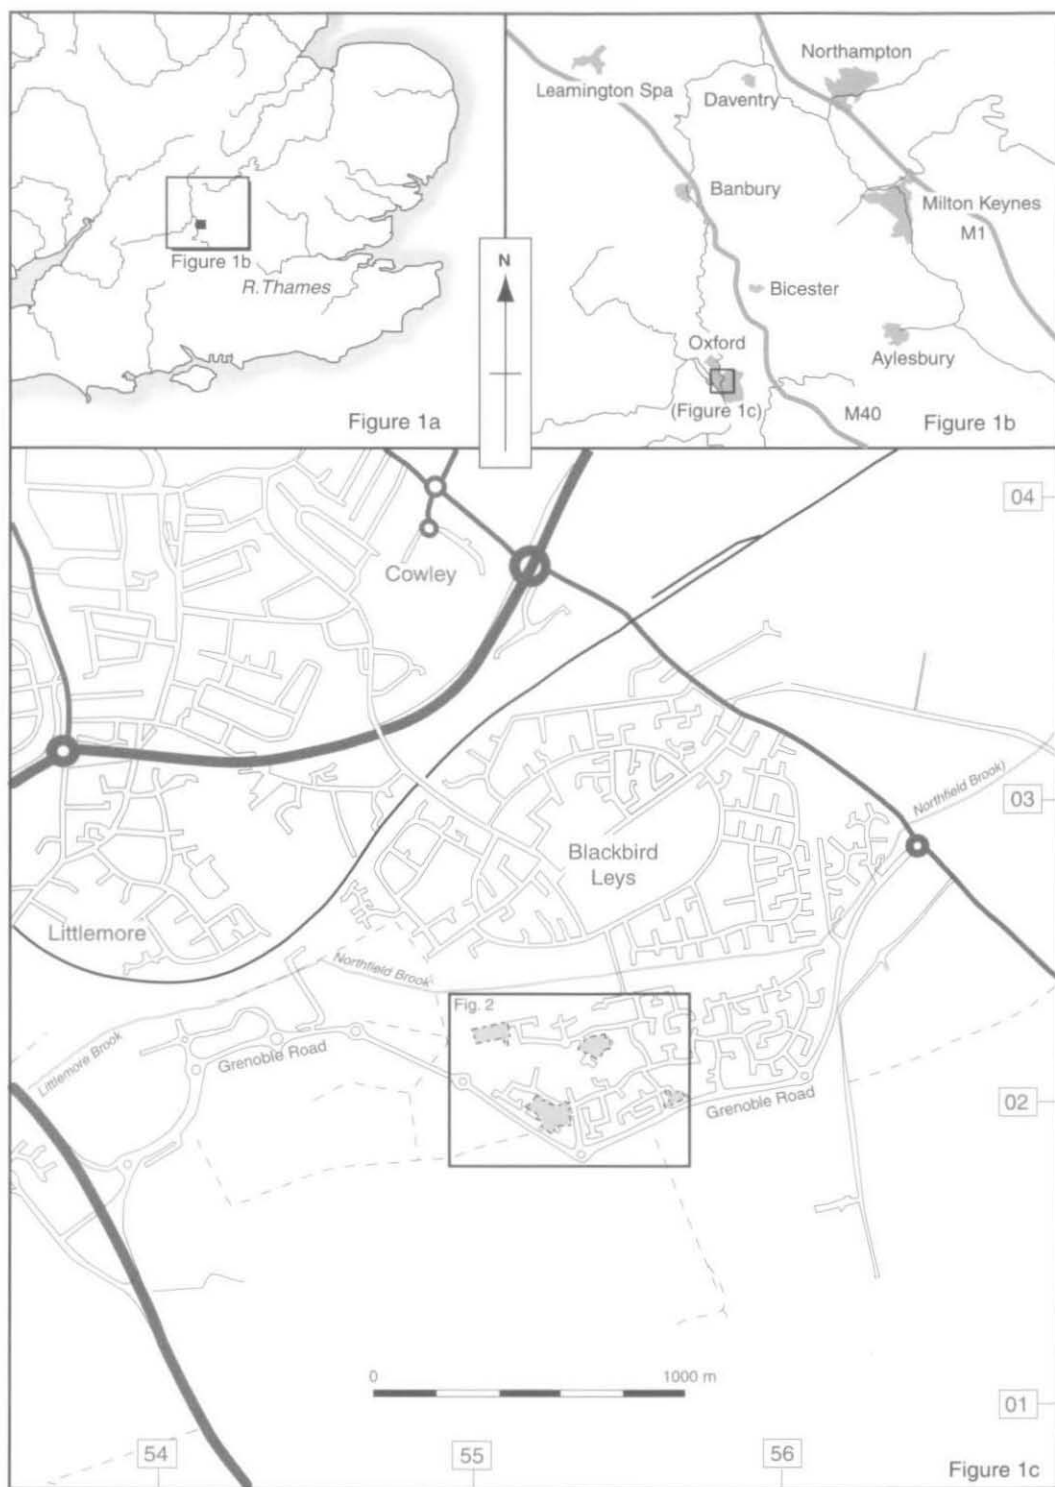 Figure 1b
R.Thames
Figure 1a
N
Northampton
Leamington Spa
Daventry
Banbury
Milton Keynes
M1
Bicester
Oxford
Aylesbury
(Figure 1c)
M40
Figure 1b
04
Cowley
Northfield Brook)
03
Blackbird
Leys
Littlemore
Northfield Brook
Fig. 2
Littlemore Brook
Grenoble Road
Grenoble Road
02
0
1000 m
01
54
55
56
Figure 1c